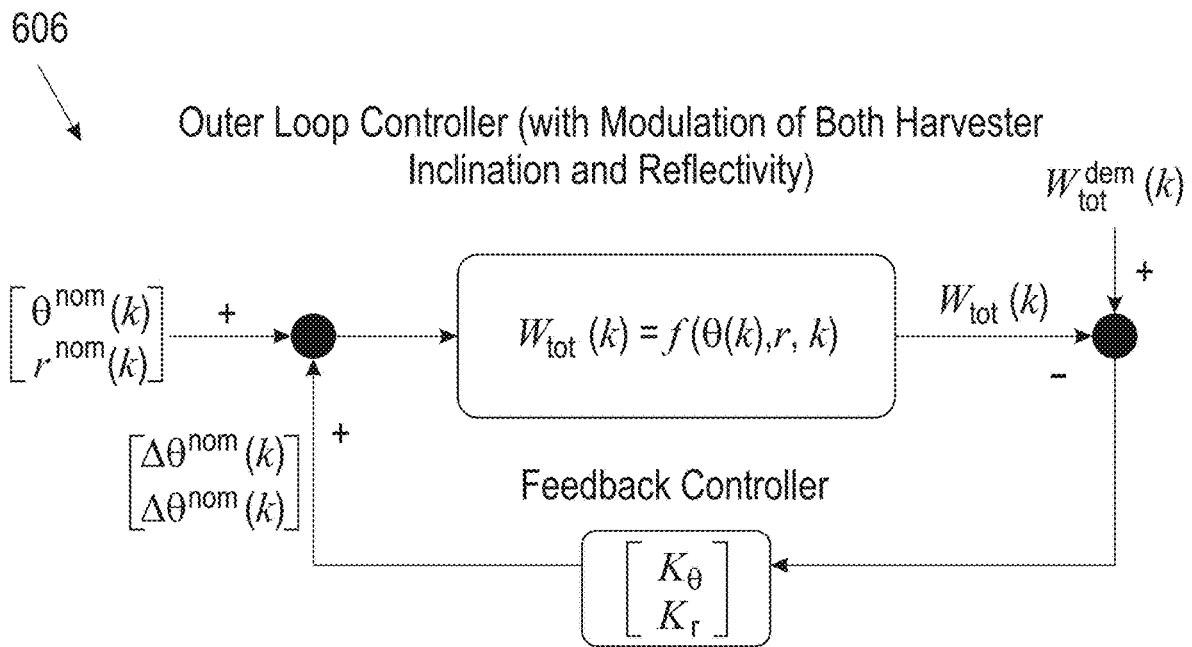 606
Outer Loop Controller (with Modulation of Both Harvester
Inclination and Reflectivity)
W_tot^dem (k)
+
[θ^nom(k)
r^nom(k)]
+
W_tot (k) = f(θ(k),r, k)
W_tot (k)
−
[Δθ^nom(k)
Δθ^nom(k)]
+
Feedback Controller
[K_θ
K_r]